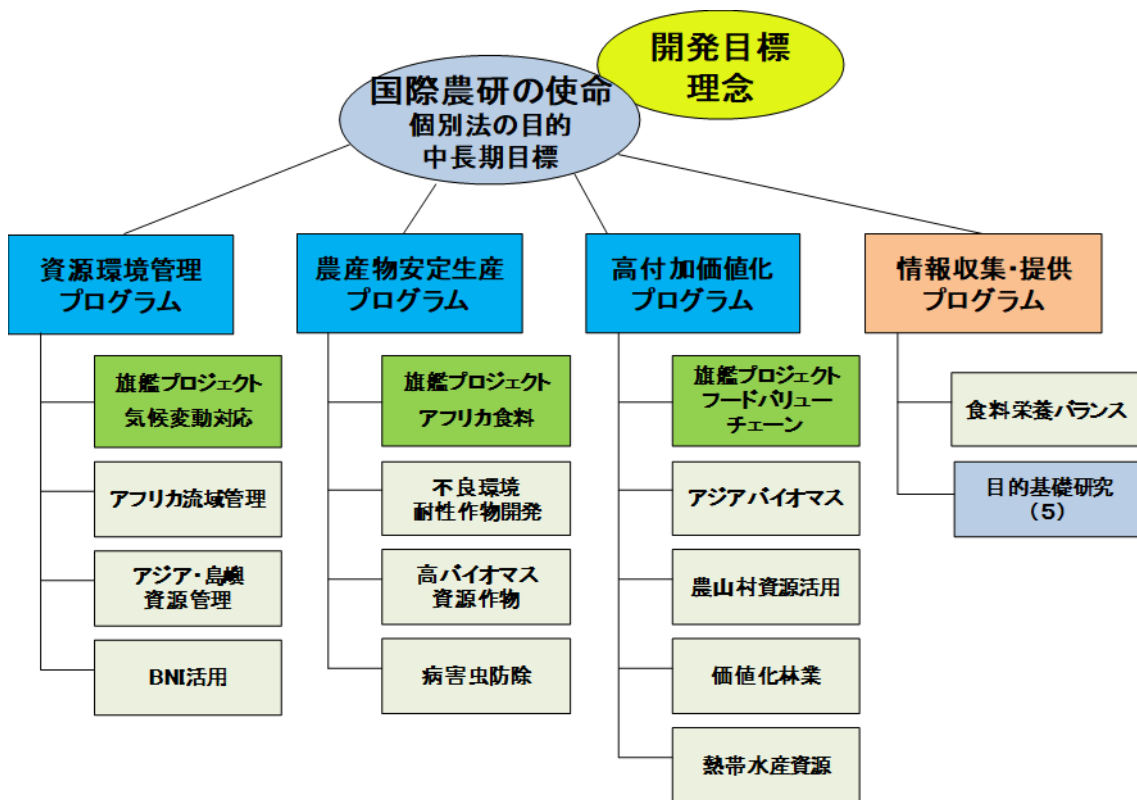 開発目標
理念
国際農研の使命
個別法の目的
中長期目標
資源環境管理
プログラム
旗艦プロジェクト
気候変動対応
アフリカ流域管理
アジア・島嶼
資源管理
BNI活用
農産物安定生産
プログラム
旗艦プロジェクト
アフリカ食料
不良環境
耐性作物開発
高バイオマス
資源作物
病害虫防除
高付加価値化
プログラム
旗艦プロジェクト
フードバリュー
チェーン
アジアバイオマス
農山村資源活用
価値化林業
熱帯水産資源
情報収集・提供
プログラム
食料栄養バランス
目的基礎研究
(5)